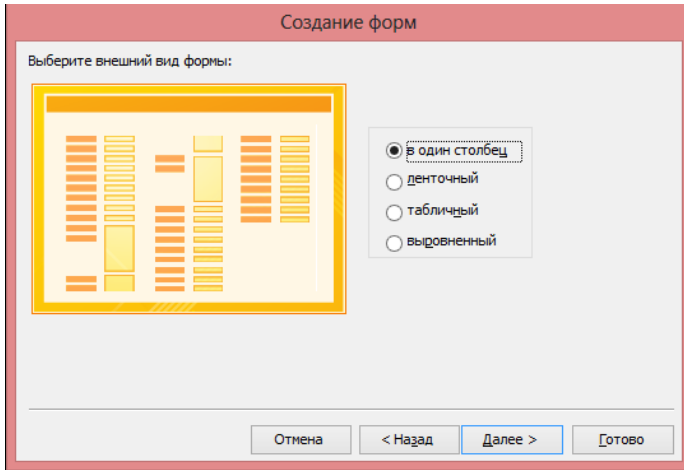 Создание форм
Выберите внешний вид формы:
в один столбец
ленточный
табличный
выровненный
Отмена
< Назад
Далее >
Готово